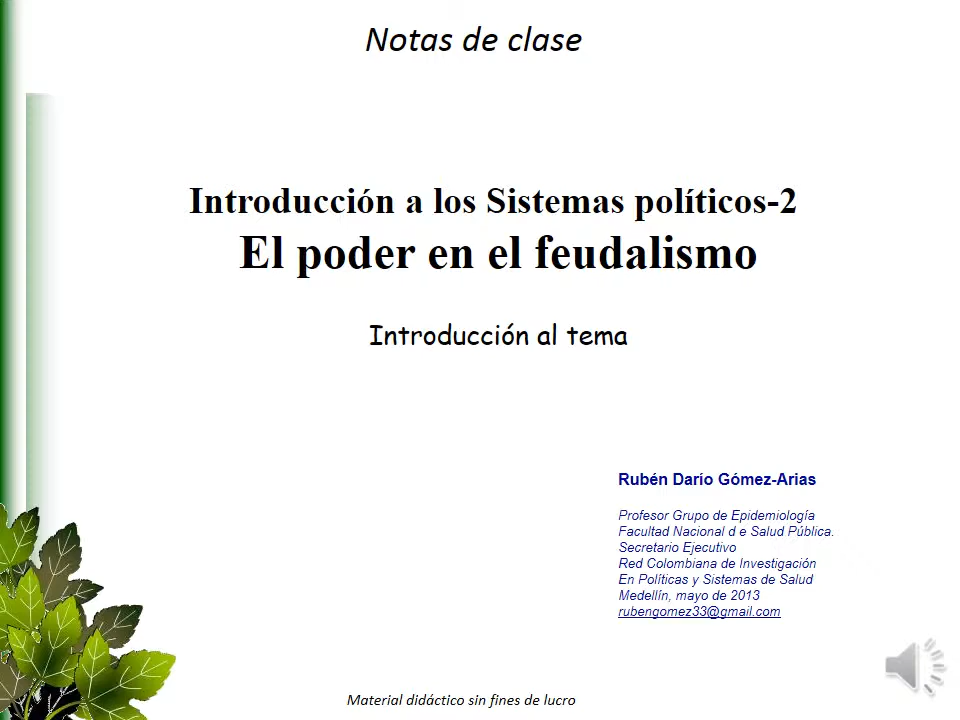 Notas de clase
Introducción a los Sistemas políticos-2
El poder en el feudalismo
Introducción al tema
Rubén Darío Gómez-Arias
Profesor Grupo de Epidemiología
Facultad Nacional d e Salud Pública.
Secretario Ejecutivo
Red Colombiana de Investigación
En Políticas y Sistemas de Salud
Medellín, mayo de 2013
rubengomez33@gmail.com
Material didáctico sin fines de lucro